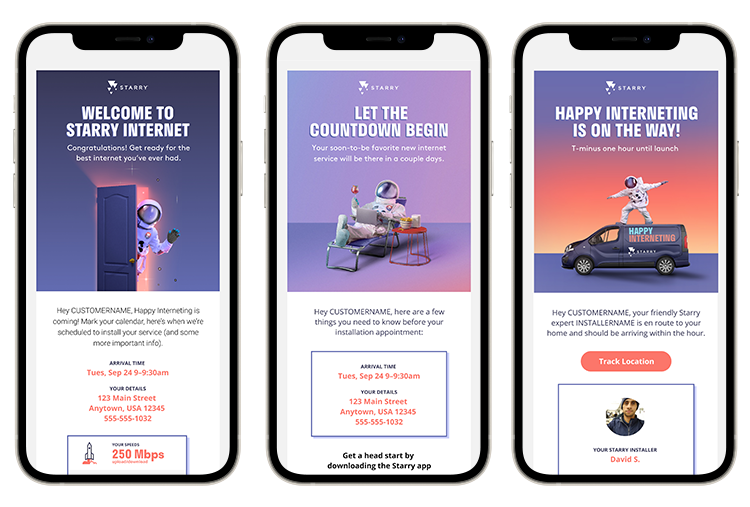 STARRY
WELCOME TO
STARRY INTERNET
Congratulations! Get ready for the
best internet you've ever had.
Hey CUSTOMERNAME, Happy Interneting is
coming! Mark your calendar, here's when we're
scheduled to install your service (and some
more important info).
ARRIVAL TIME
Tues, Sep 24 9–9:30am
YOUR DETAILS
123 Main Street
Anytown, USA 12345
555-555-1032
YOUR SPEEDS
250 Mbps
upload/download
STARRY
LET THE
COUNTDOWN BEGIN
Your soon-to-be favorite new internet
service will be there in a couple days.
Hey CUSTOMERNAME, here are a few
things you need to know before your
installation appointment:
ARRIVAL TIME
Tues, Sep 24 9–9:30am
YOUR DETAILS
123 Main Street
Anytown, USA 12345
555-555-1032
Get a head start by
downloading the Starry app
STARRY
HAPPY INTERNETING
IS ON THE WAY!
T-minus one hour until launch
HAPPY
INTERNETING
STARRY
Hey CUSTOMERNAME, your friendly Starry
expert INSTALLERNAME is en route to your
home and should be arriving within the hour.
Track Location
YOUR STARRY INSTALLER
David S.